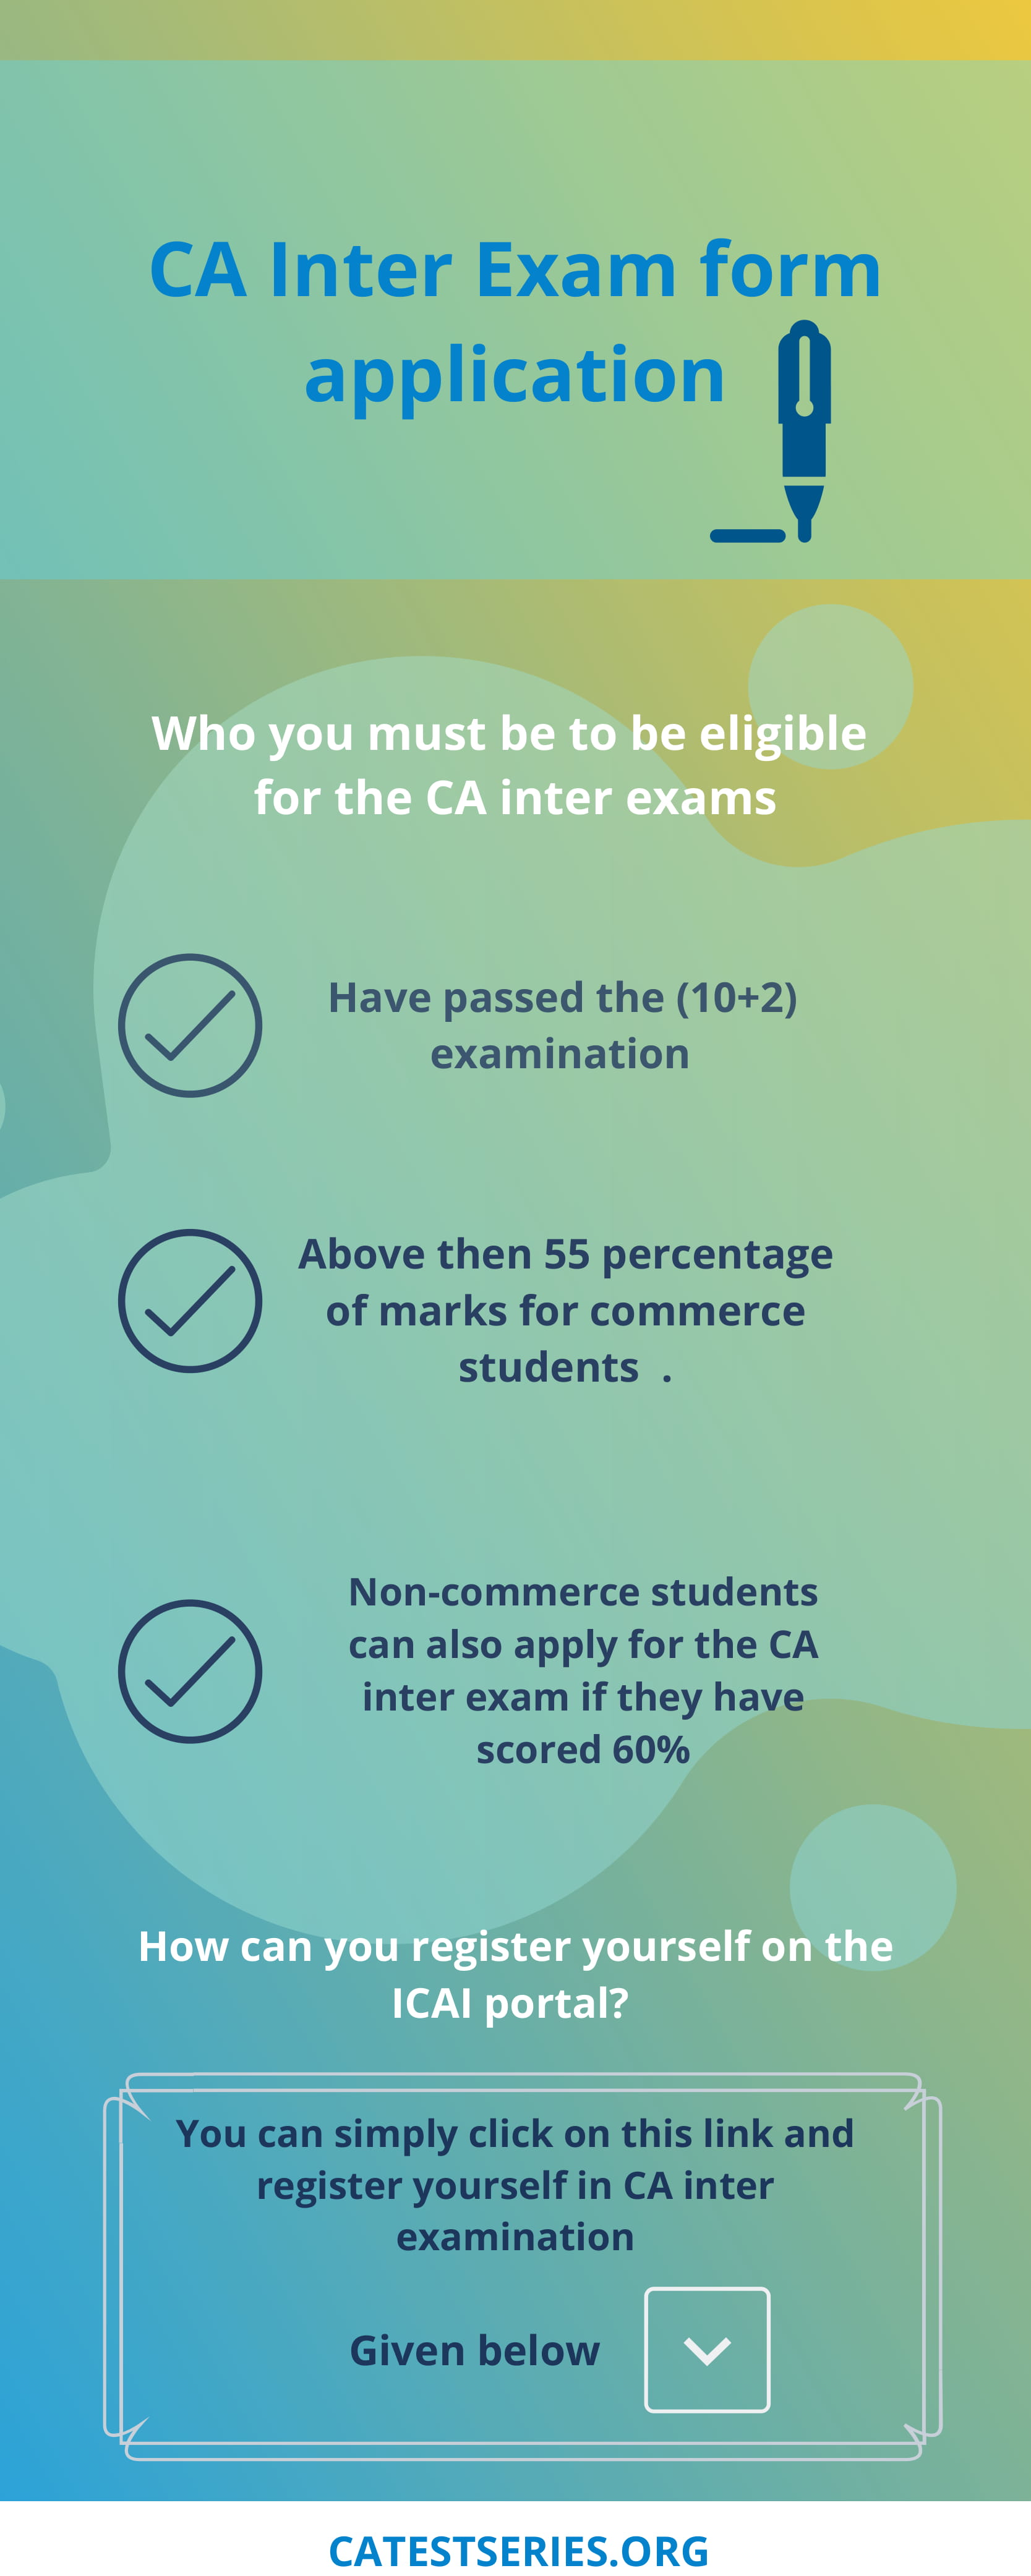 CA Inter Exam form
application
Who you must be to be eligible
for the CA inter exams
Have passed the (10+2)
examination
Above then 55 percentage
of marks for commerce
students  .
Non-commerce students
can also apply for the CA
inter exam if they have
scored 60%
How can you register yourself on the
ICAI portal?
You can simply click on this link and
register yourself in CA inter
examination
Given below
CATESTSERIES.ORG